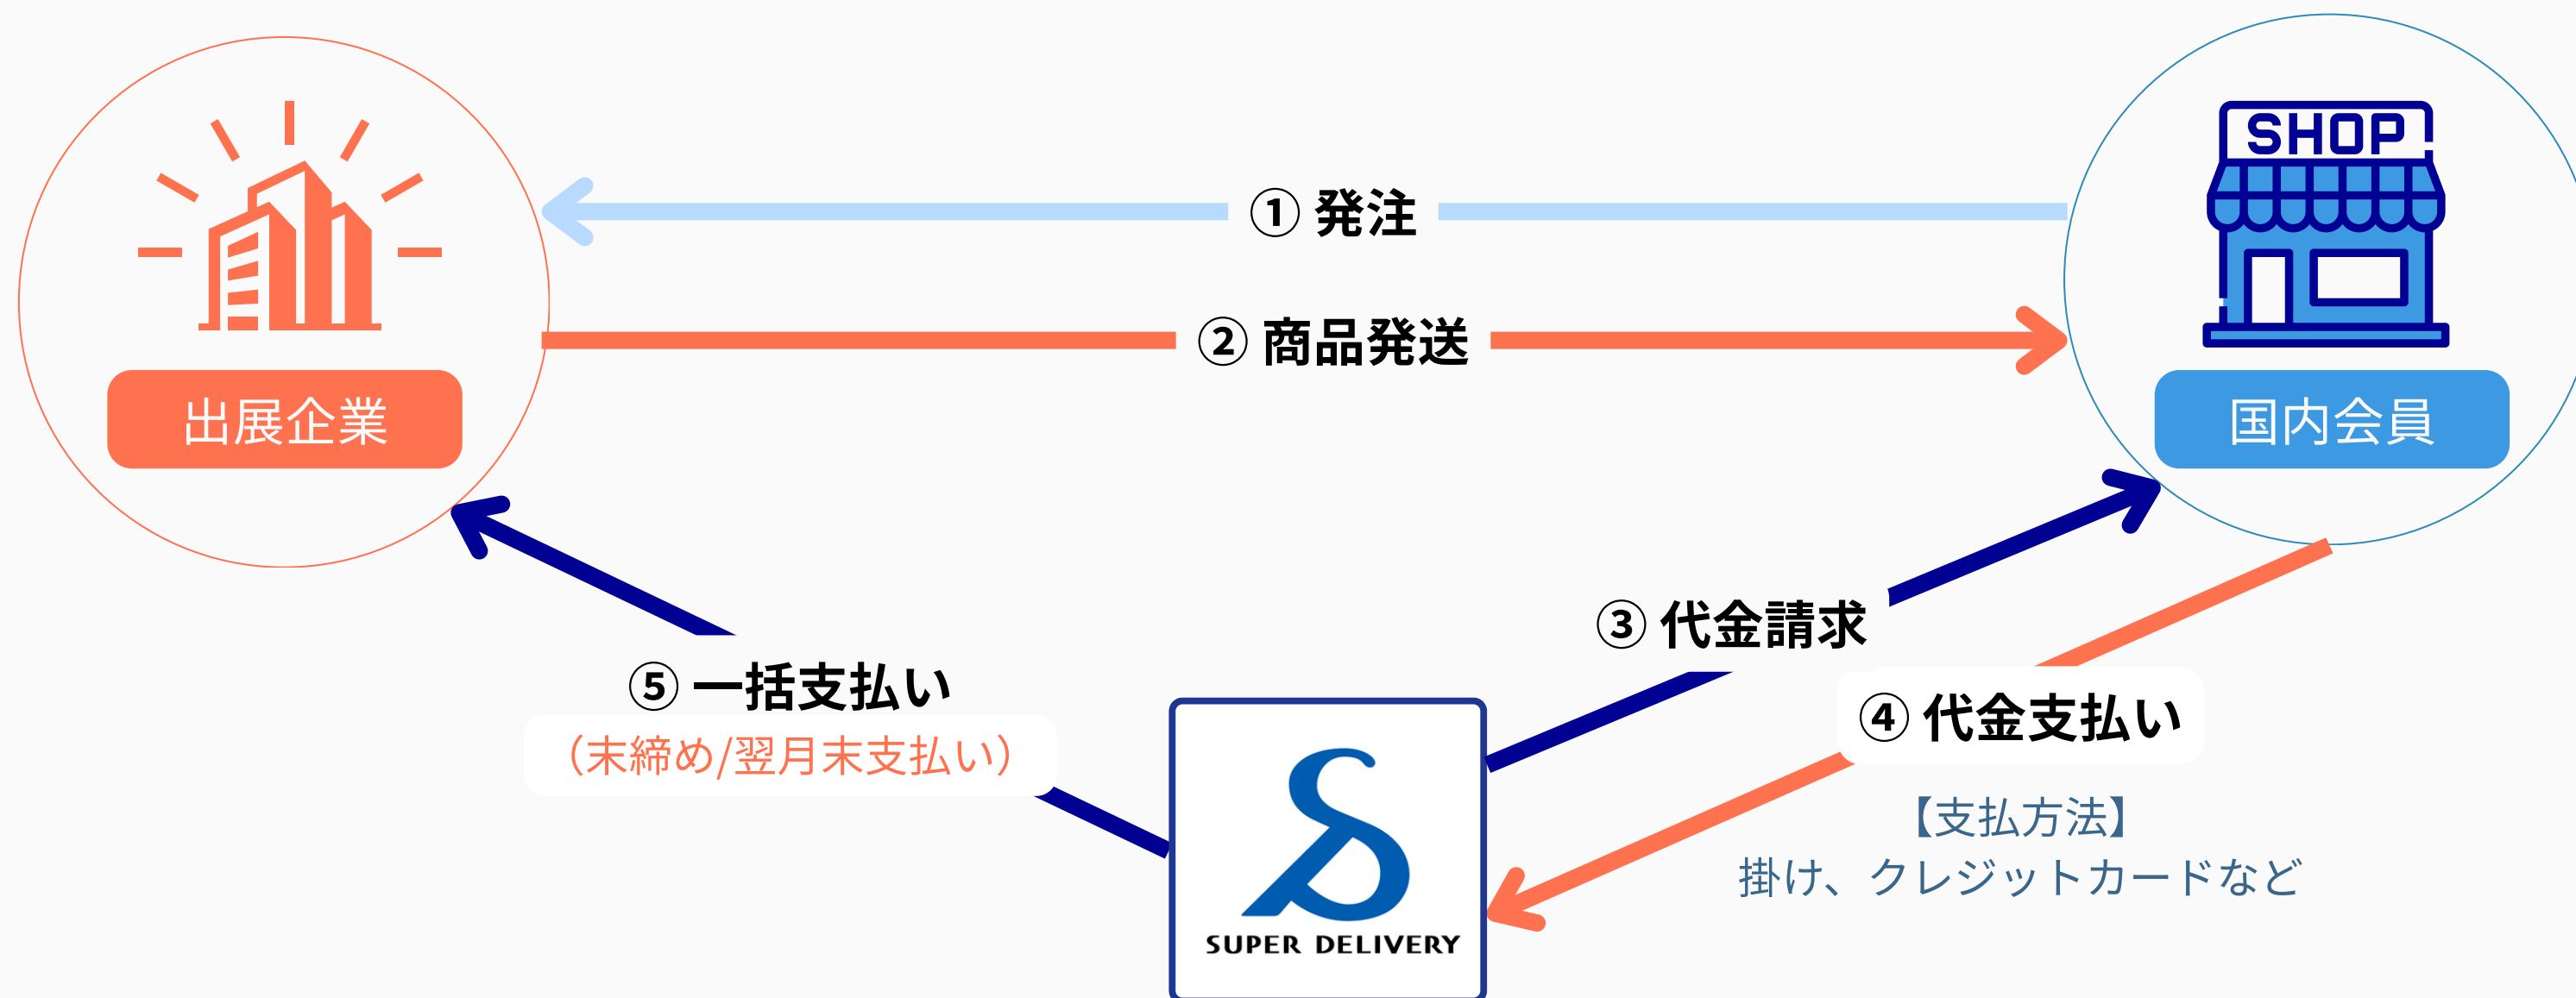 SHOP
① 発注
② 商品発送
出展企業
国内会員
③ 代金請求
⑤ 一括支払い
（末締め/翌月末支払い）
④ 代金支払い
【支払方法】
掛け、クレジットカードなど
SUPER DELIVERY